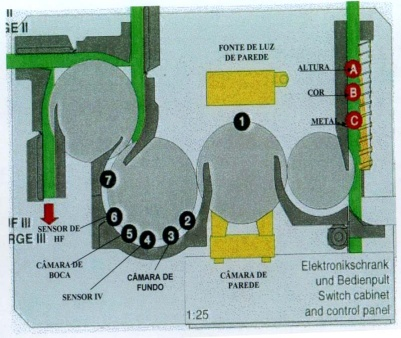 II
GE II
FONTE DE LUZ
DE PAREDE
ALTURA
A
COR
B
METAL
C
1
7
6
5
4
3
2
F III
RGE III
SENSOR DE
HF
CÂMARA DE
BOCA
SENSOR IV
CÂMARA DE
FUNDO
CÂMARA DE
PAREDE
1:25
Elektronikschrank
und Bedienpult
Switch cabinet
and control panel